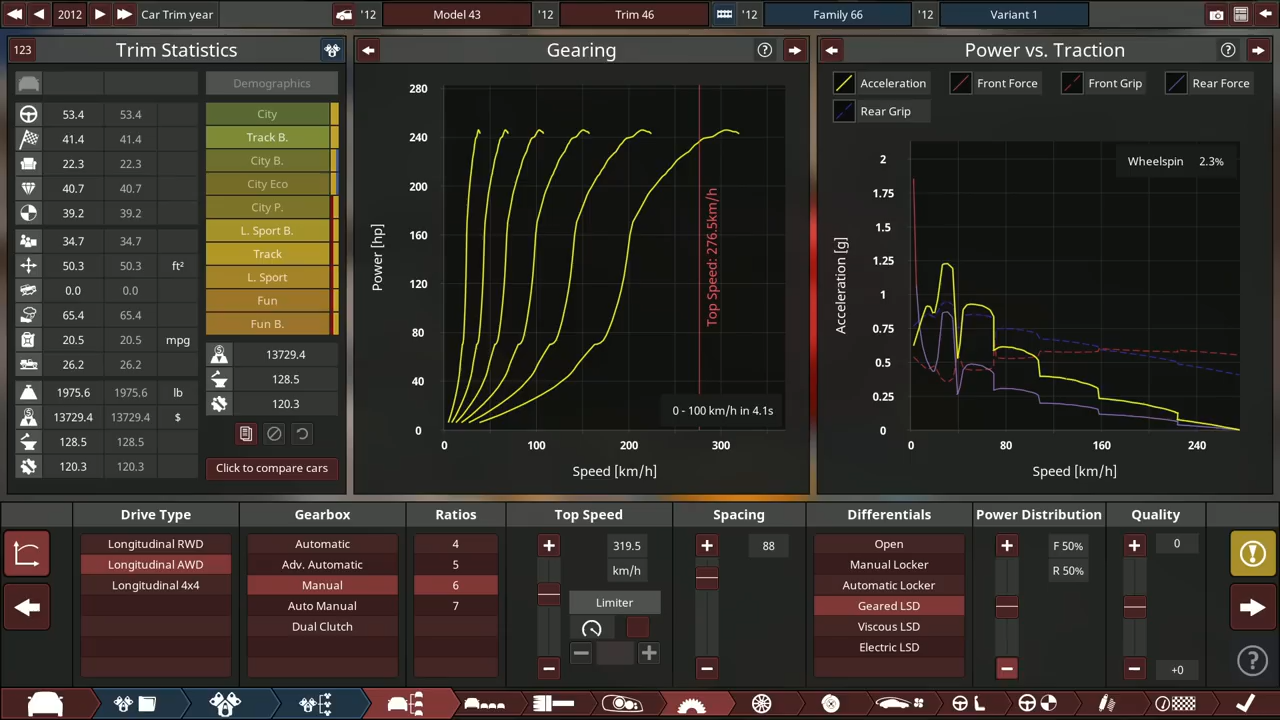 2012 Car Trim year '12 Model 43 '12 Trim 46 '12 Family 66 '12 Variant 1
123 Trim Statistics
Demographics
53.4 53.4 City
41.4 41.4 Track B.
22.3 22.3 City B.
40.7 40.7 City Eco
39.2 39.2 City P.
34.7 34.7 L. Sport B.
50.3 50.3 ft² Track
0.0 0.0 L. Sport
65.4 65.4 Fun
20.5 20.5 mpg Fun B.
26.2 26.2
1975.6 1975.6 lb
13729.4 13729.4 $
128.5 128.5
120.3 120.3
13729.4
128.5
120.3
Click to compare cars
Gearing ?
280
240
200
160
120
80
40
0
Power [hp]
Top Speed: 276.5km/h
0 - 100 km/h in 4.1s
0 100 200 300
Speed [km/h]
Power vs. Traction ?
Acceleration Front Force Front Grip Rear Force
Rear Grip
Wheelspin 2.3%
2
1.75
1.5
1.25
1
0.75
0.5
0.25
0
Acceleration [g]
0 80 160 240
Speed [km/h]
Drive Type
Longitudinal RWD
Longitudinal AWD
Longitudinal 4x4
Gearbox
Automatic
Adv. Automatic
Manual
Auto Manual
Dual Clutch
Ratios
4
5
6
7
Top Speed
319.5
km/h
Limiter
Spacing
88
Differentials
Open
Manual Locker
Automatic Locker
Geared LSD
Viscous LSD
Electric LSD
Power Distribution
F 50%
R 50%
Quality
0
+0
?